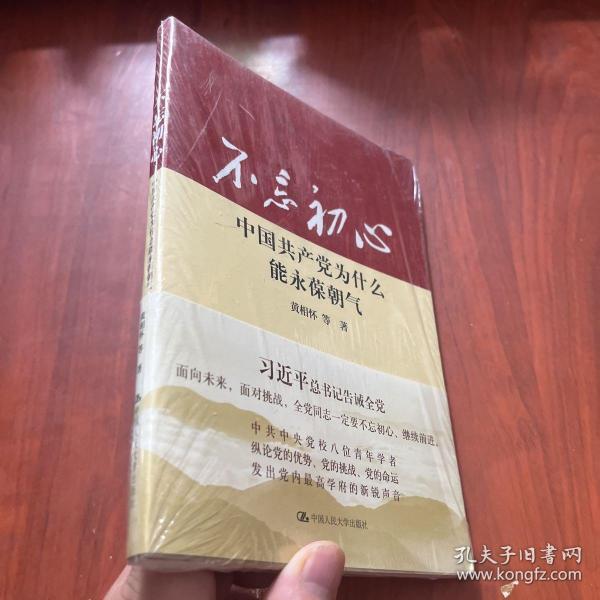 不忘初心
中国共产党为什么
能永葆朝气
黄相怀 等 著
习近平总书记告诫全党
面向未来，面对挑战，全党同志一定要不忘初心、继续前进。
中共中央党校八位青年学者
纵论党的优势、党的挑战、党的命运
发出党内最高学府的新锐声音
中国人民大学出版社
黄相怀 等 著
孔夫子旧书网
www.kongfz.com